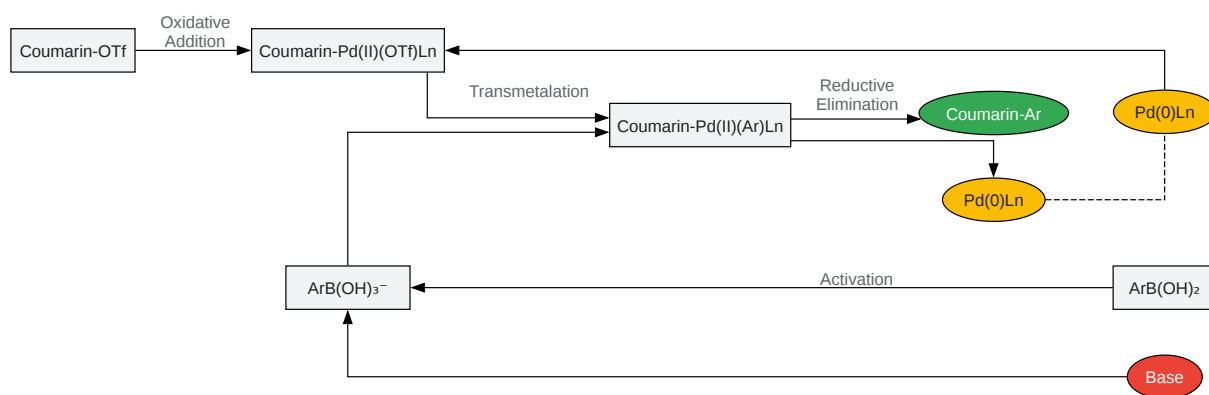 Oxidative
Addition
Coumarin-OTf
Coumarin-Pd(II)(OTf)Ln
Transmetalation
Reductive
Elimination
Coumarin-Pd(II)(Ar)Ln
Coumarin-Ar
Pd(0)Ln
Pd(0)Ln
ArB(OH)₃⁻
Activation
ArB(OH)₂
Base